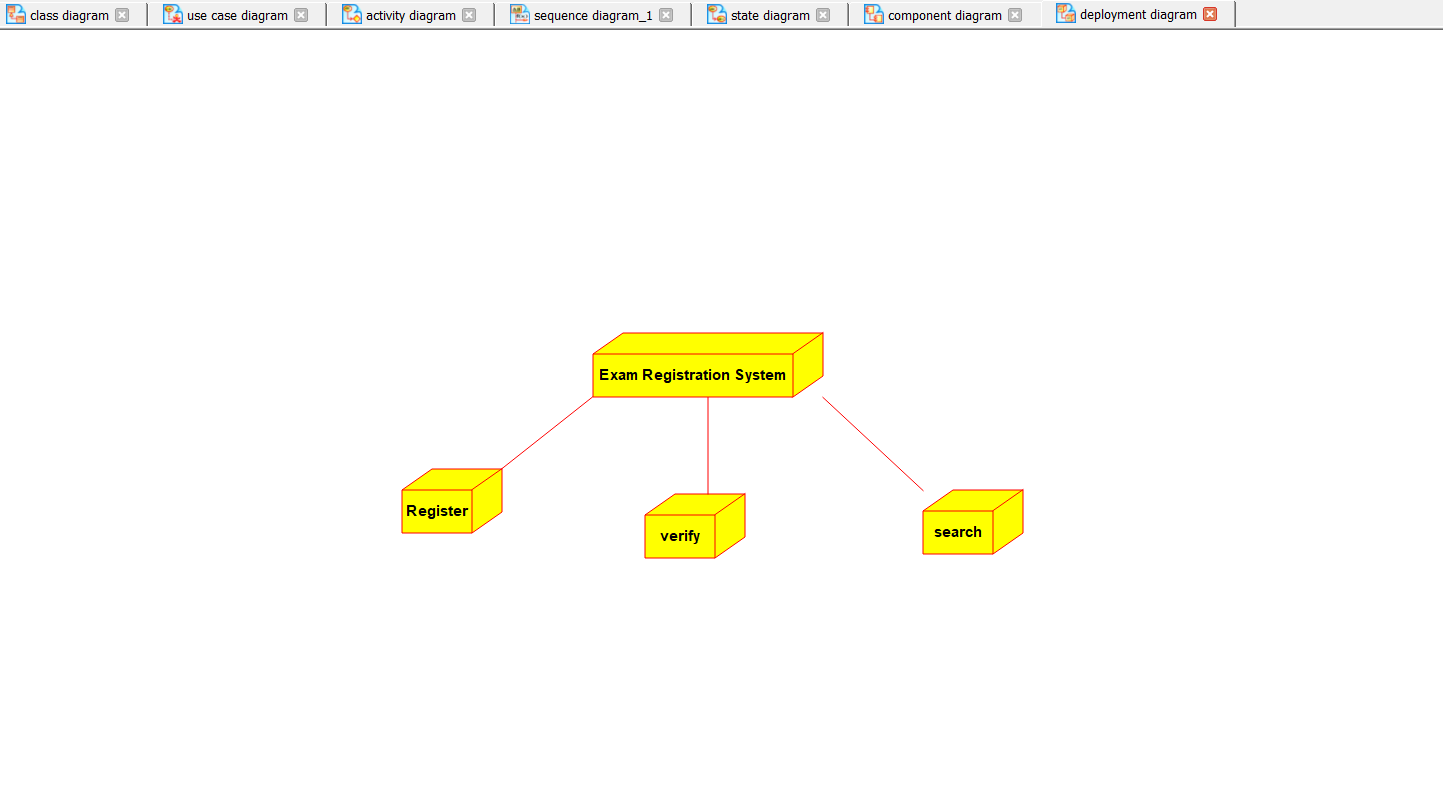 class diagram
use case diagram
activity diagram
sequence diagram_1
state diagram
component diagram
deployment diagram
Exam Registration System
Register
verify
search